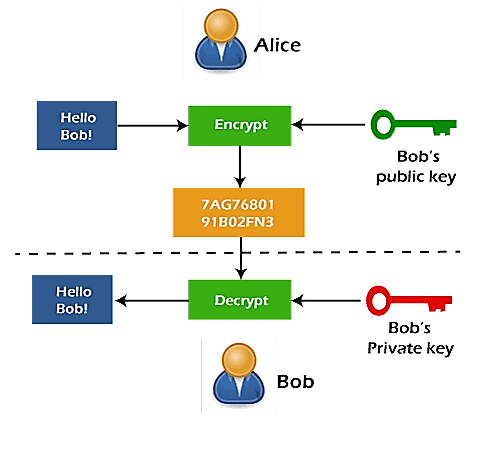 Alice
Hello
Bob!
Encrypt
Bob's
public key
7AG76801
91B02FN3
Hello
Bob!
Decrypt
Bob's
Private key
Bob